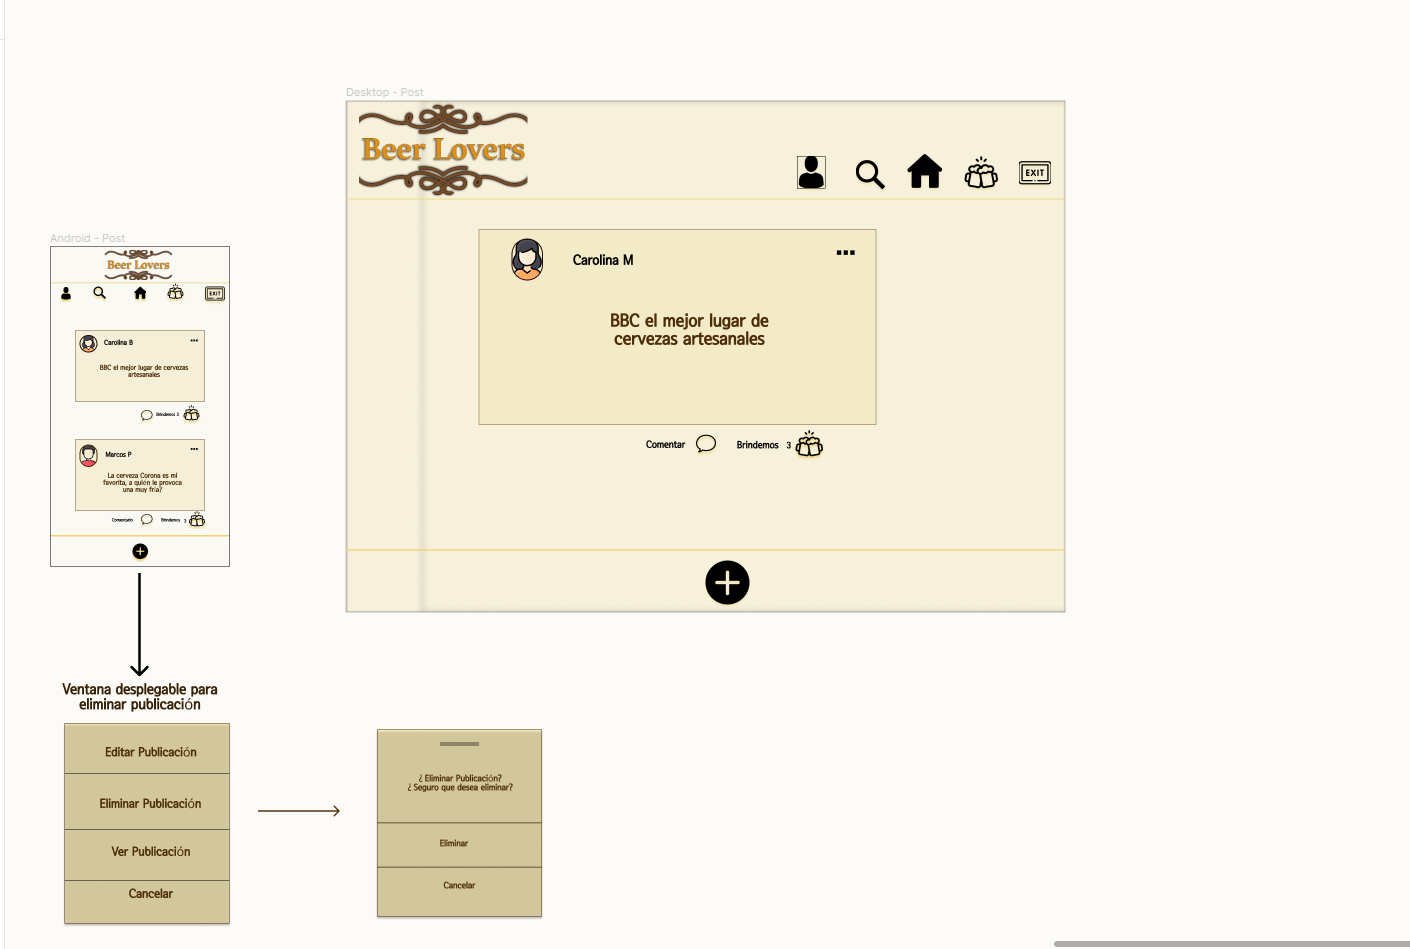 Desktop - Post
Beer Lovers
EXIT
Carolina M
BBC el mejor lugar de
cervezas artesanales
Comentar
Brindemos 3
Android - Post
Beer Lovers
EXIT
Carolina B
BBC el mejor lugar de cervezas
artesanales
Brindemos 3
Marcos P
La cerveza Corona es mi
favorita, a quién le provoca
una muy fria?
Comentario
Brindemos 3
Ventana desplegable para
eliminar publicación
Editar Publicación
Eliminar Publicación
Ver Publicación
Cancelar
¿ Eliminar Publicación?
¿ Seguro que desea eliminar?
Eliminar
Cancelar